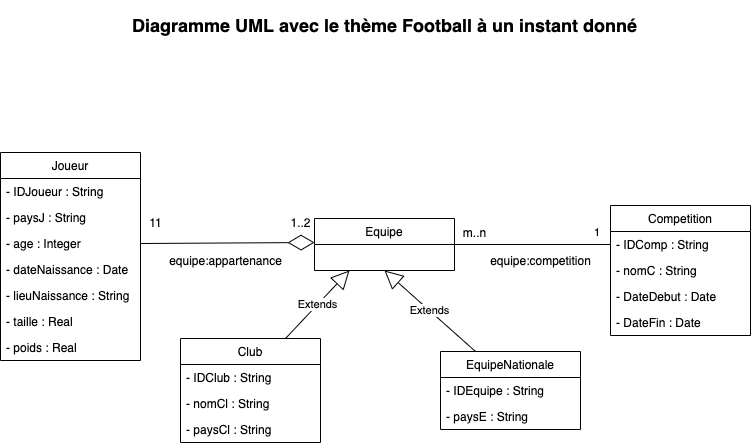 Diagramme UML avec le thème Football à un instant donné
Joueur
- IDJoueur : String
- paysJ : String
- age : Integer
- dateNaissance : Date
- lieuNaissance : String
- taille : Real
- poids : Real
11
1..2
equipe:appartenance
Equipe
m..n
1
equipe:competition
Competition
- IDComp : String
- nomC : String
- DateDebut : Date
- DateFin : Date
Extends
Extends
Club
- IDClub : String
- nomCl : String
- paysCl : String
EquipeNationale
- IDEquipe : String
- paysE : String